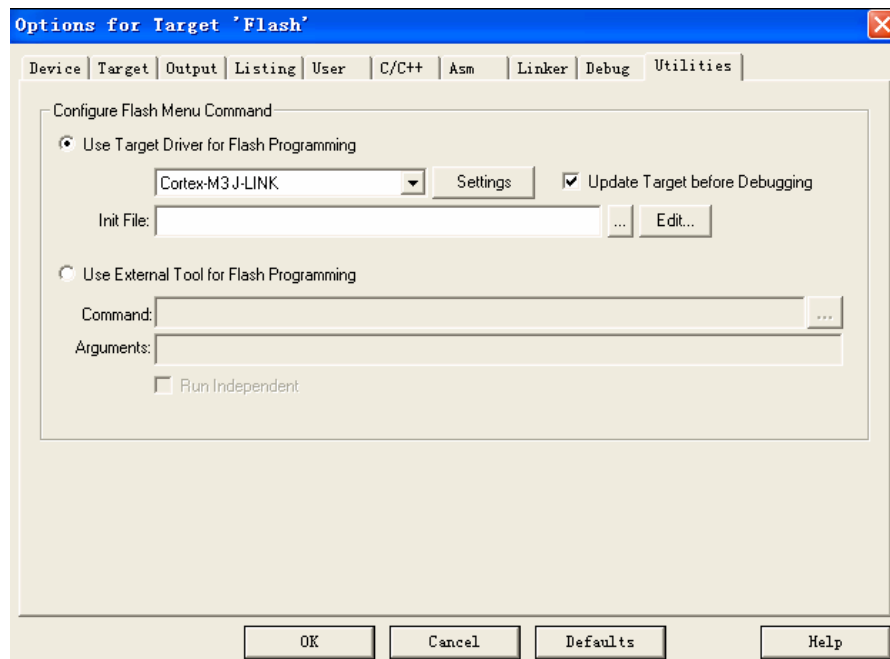 Options for Target 'Flash'
Device Target Output Listing User C/C++ Asm Linker Debug Utilities
Configure Flash Menu Command
Use Target Driver for Flash Programming
Cortex-M3 J-LINK Settings Update Target before Debugging
Init File: ... Edit...
Use External Tool for Flash Programming
Command: ...
Arguments:
Run Independent
OK Cancel Defaults Help